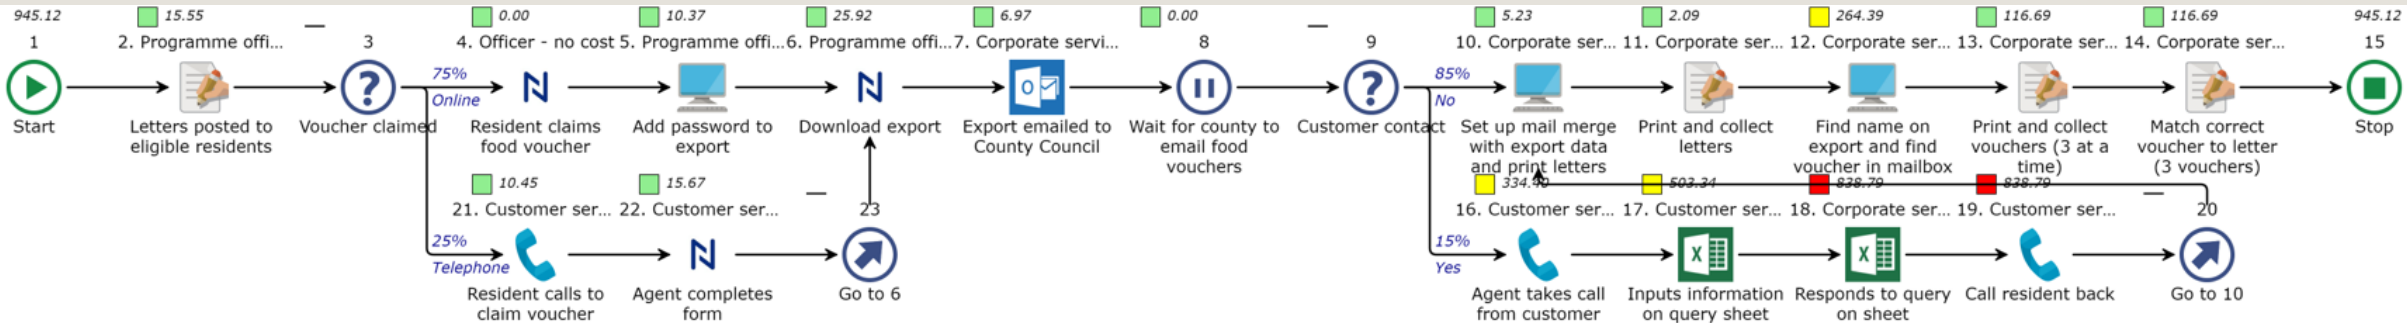 945.12
15.55
0.00
10.37
25.92
6.97
0.00
5.23
2.09
264.39
116.69
116.69
945.12
1
2. Programme offi...
3
4. Officer - no cost
5. Programme offi...
6. Programme offi...
7. Corporate servi...
8
9
10. Corporate ser...
11. Corporate ser...
12. Corporate ser...
13. Corporate ser...
14. Corporate ser...
15
75%
Online
85%
No
Start
Letters posted to
eligible residents
Voucher claimed
Resident claims
food voucher
Add password to
export
Download export
Export emailed to
County Council
Wait for county to
email food
vouchers
Customer contact
Set up mail merge
with export data
and print letters
Print and collect
letters
Find name on
export and find
voucher in mailbox
Print and collect
vouchers (3 at a
time)
Match correct
voucher to letter
(3 vouchers)
Stop
10.45
15.67
334.40
503.34
838.79
838.79
21. Customer ser...
22. Customer ser...
23
16. Customer ser...
17. Customer ser...
18. Corporate ser...
19. Customer ser...
20
25%
Telephone
15%
Yes
Resident calls to
claim voucher
Agent completes
form
Go to 6
Agent takes call
from customer
Inputs information
on query sheet
Responds to query
on sheet
Call resident back
Go to 10